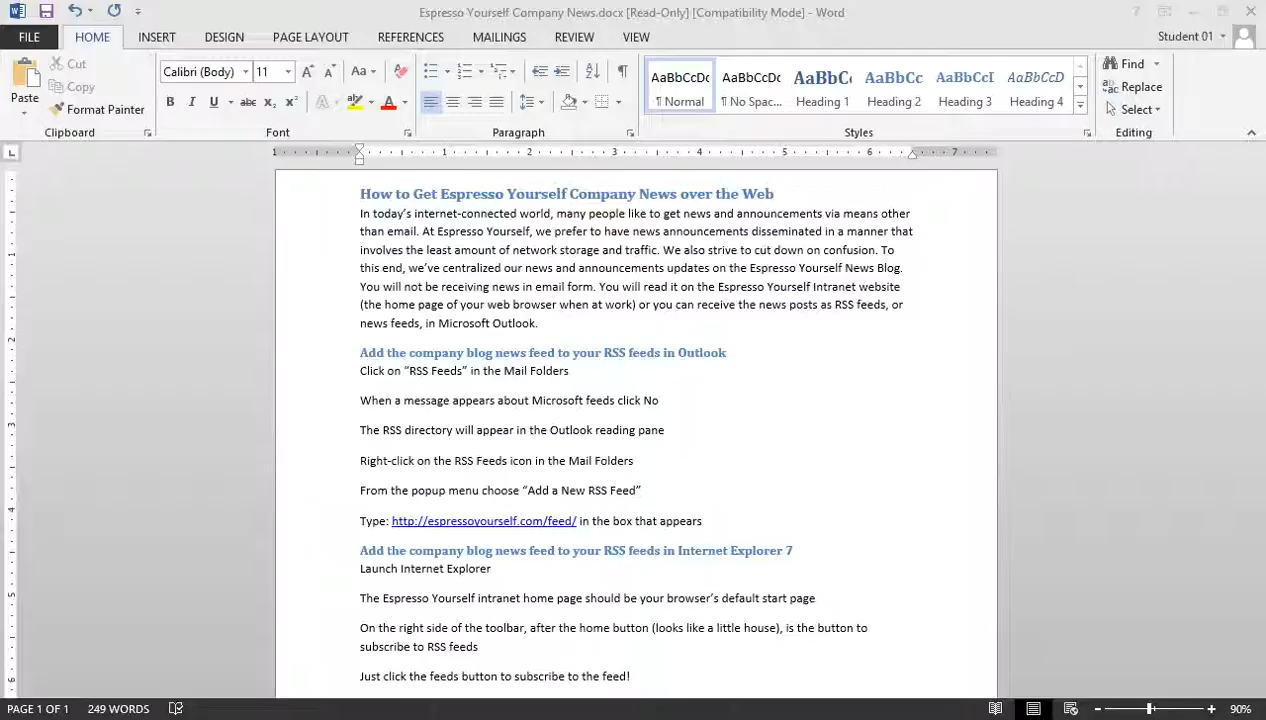 Espresso Yourself Company News.docx [Read-Only] [Compatibility Mode] - Word
FILE HOME INSERT DESIGN PAGE LAYOUT REFERENCES MAILINGS REVIEW VIEW Student 01
Paste
Cut
Copy
Format Painter
Clipboard
Calibri (Body) 11
Aa
B I U abc x₂ x² A A
Font
Paragraph
AaBbCcDc AaBbCcDc AaBbC AaBbCc AaBbCcI AaBbCcD
¶ Normal ¶ No Spac... Heading 1 Heading 2 Heading 3 Heading 4
Styles
Find
Replace
Select
Editing
1 1 2 3 4 5 6 7
How to Get Espresso Yourself Company News over the Web
In today’s internet-connected world, many people like to get news and announcements via means other
than email. At Espresso Yourself, we prefer to have news announcements disseminated in a manner that
involves the least amount of network storage and traffic. We also strive to cut down on confusion. To
this end, we’ve centralized our news and announcements updates on the Espresso Yourself News Blog.
You will not be receiving news in email form. You will read it on the Espresso Yourself Intranet website
(the home page of your web browser when at work) or you can receive the news posts as RSS feeds, or
news feeds, in Microsoft Outlook.
Add the company blog news feed to your RSS feeds in Outlook
Click on “RSS Feeds” in the Mail Folders
When a message appears about Microsoft feeds click No
The RSS directory will appear in the Outlook reading pane
Right-click on the RSS Feeds icon in the Mail Folders
From the popup menu choose “Add a New RSS Feed”
Type: http://espressoyourself.com/feed/ in the box that appears
Add the company blog news feed to your RSS feeds in Internet Explorer 7
Launch Internet Explorer
The Espresso Yourself intranet home page should be your browser’s default start page
On the right side of the toolbar, after the home button (looks like a little house), is the button to
subscribe to RSS feeds
Just click the feeds button to subscribe to the feed!
PAGE 1 OF 1 249 WORDS 90%